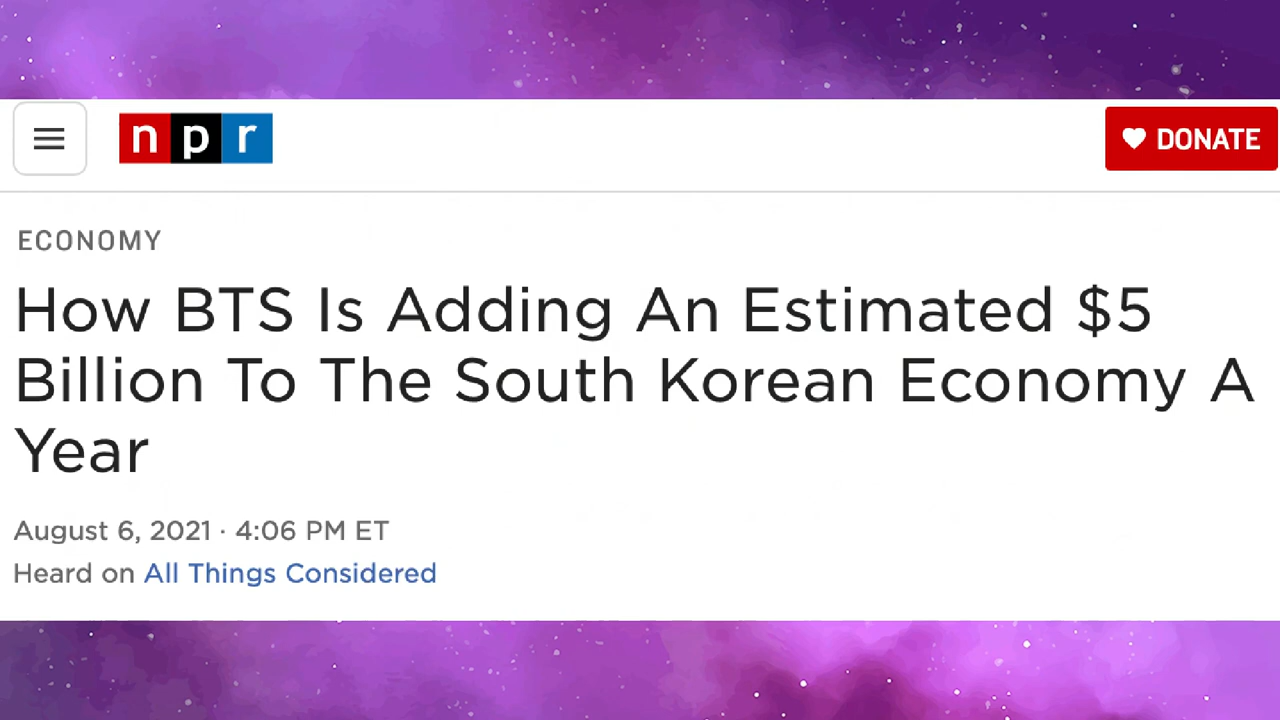 npr
DONATE
ECONOMY
How BTS Is Adding An Estimated $5
Billion To The South Korean Economy A
Year
August 6, 2021 · 4:06 PM ET
Heard on All Things Considered